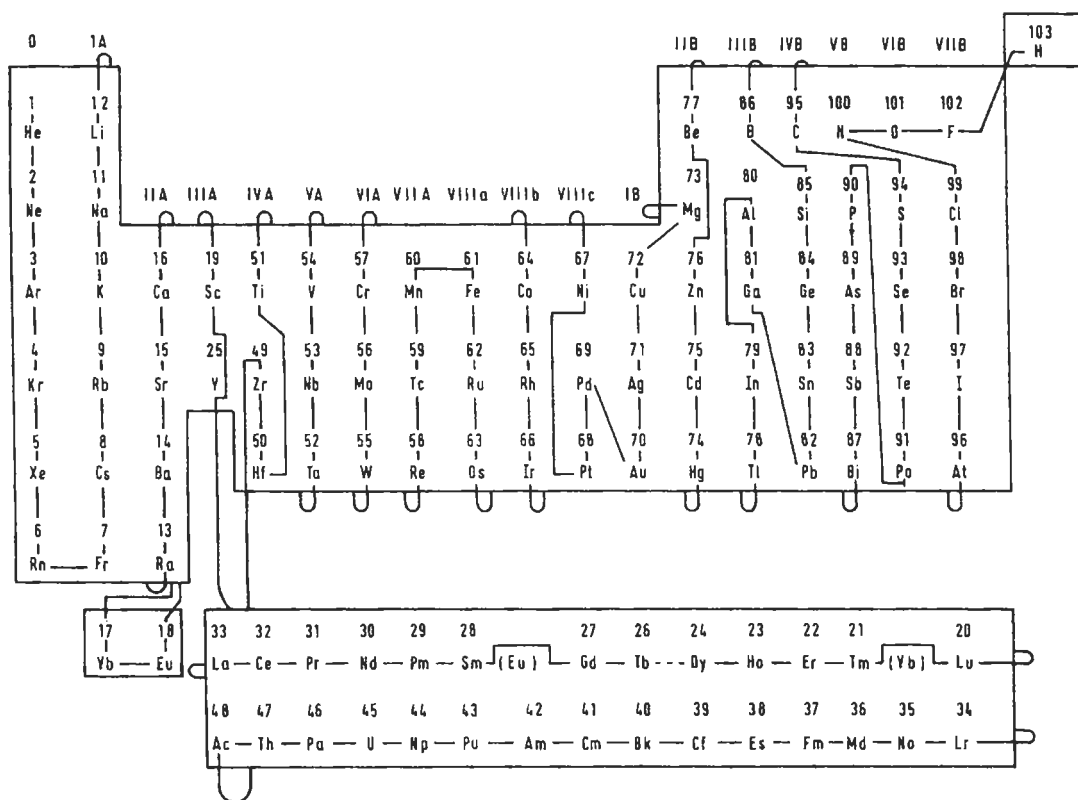 103
0 1A IIB IIIB IVB VB VIB VIIB H
1 12 77 86 95 100 101 102
He Li Be B C N O F
2 11 73 80 85 90 94 99
IIA IIIA IVA VA VIA VIIA VIIIa VIIIb VIIIc IB
Ne Na Mg Al Si P S Cl
3 10 16 19 51 54 57 60 61 64 67 72 76 81 84 89 93 98
Ar K Ca Sc Ti V Cr Mn Fe Co Ni Cu Zn Ga Ge As Se Br
4 9 15 25 49 53 56 59 62 65 69 71 75 79 83 88 92 97
Kr Rb Sr Y Zr Nb Mo Tc Ru Rh Pd Ag Cd In Sn Sb Te I
5 8 14 50 52 55 58 63 66 68 70 74 78 82 87 91 96
Xe Cs Ba Hf Ta W Re Os Ir Pt Au Hg Tl Pb Bi Po At
6 7 13
Rn Fr Ra
17 18 33 32 31 30 29 28 27 26 24 23 22 21 20
Yb Eu La Ce Pr Nd Pm Sm (Eu) Gd Tb Dy Ho Er Tm (Yb) Lu
48 47 46 45 44 43 42 41 40 39 38 37 36 35 34
Ac Th Pa U Np Pu Am Cm Bk Cf Es Fm Md No Lr